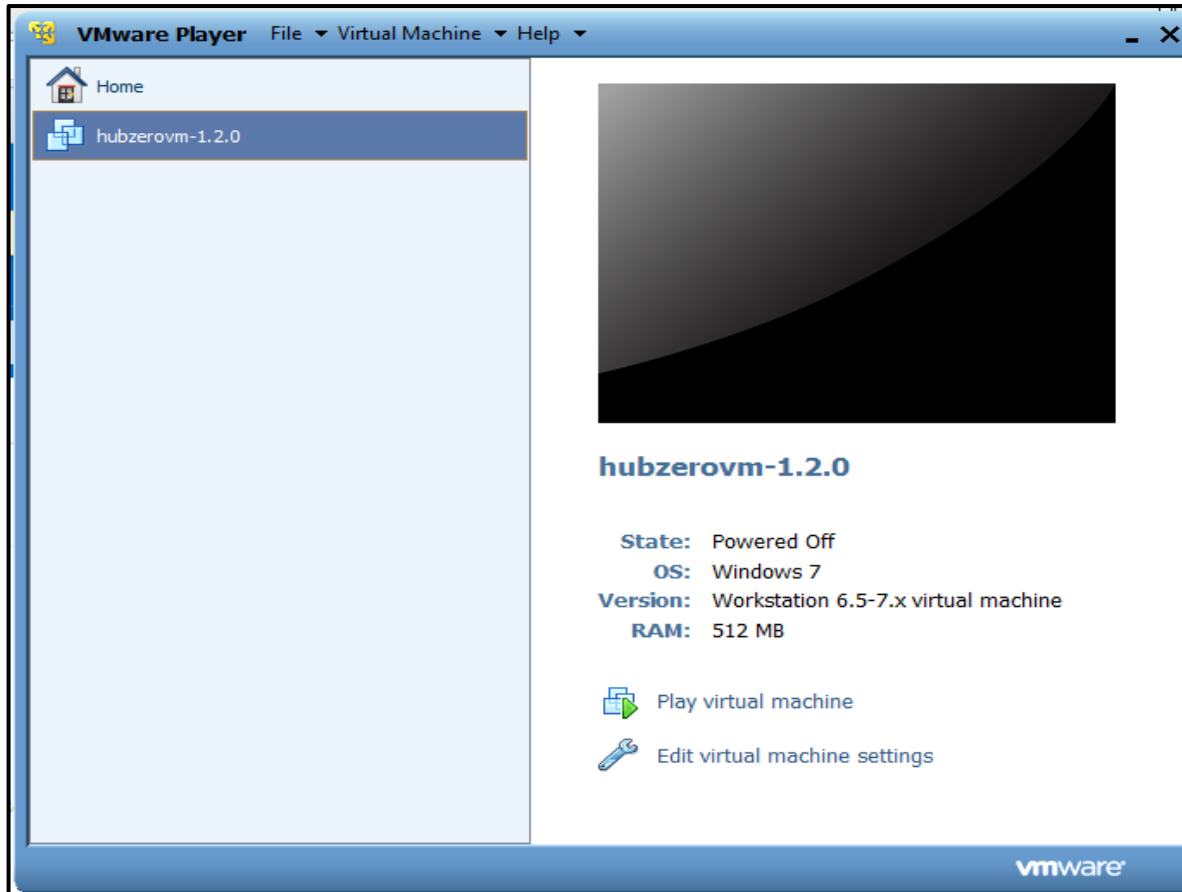 VMware Player File Virtual Machine Help
Home
hubzerovm-1.2.0
hubzerovm-1.2.0
State: Powered Off
OS: Windows 7
Version: Workstation 6.5-7.x virtual machine
RAM: 512 MB
Play virtual machine
Edit virtual machine settings
vmware